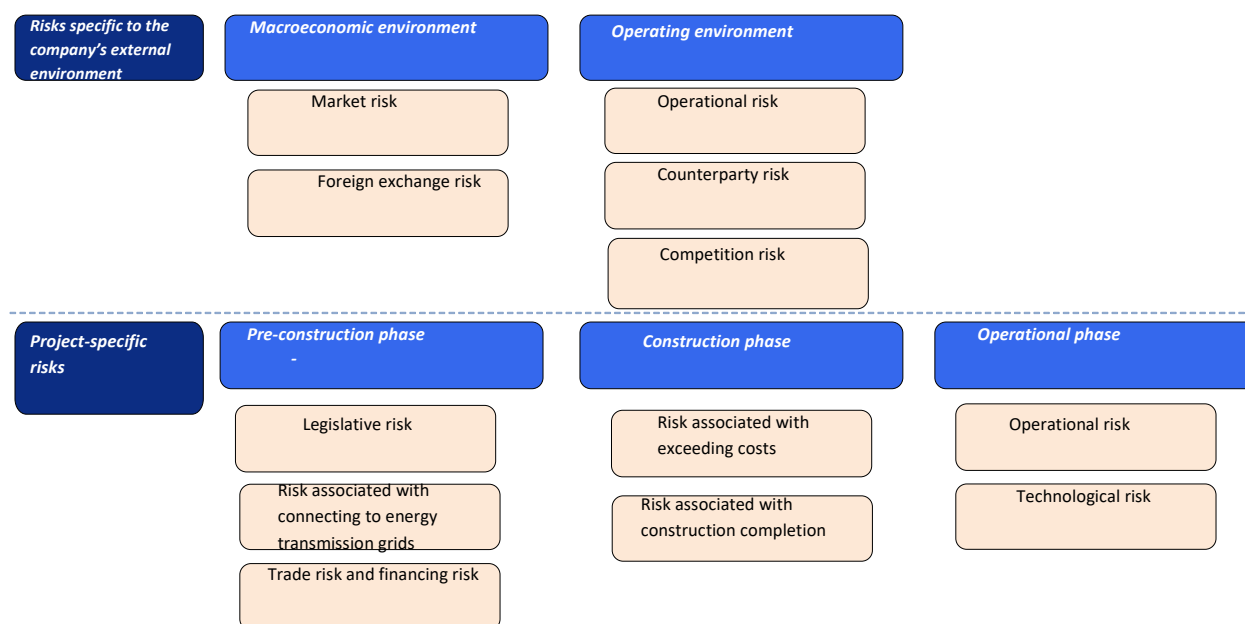 Risks specific to the
company's external
environment
Macroeconomic environment
Operating environment
Market risk
Operational risk
Foreign exchange risk
Counterparty risk
Competition risk
Project-specific
risks
Pre-construction phase
-
Construction phase
Operational phase
Legislative risk
Risk associated with
exceeding costs
Operational risk
Risk associated with
connecting to energy
transmission grids
Risk associated with
construction completion
Technological risk
Trade risk and financing risk